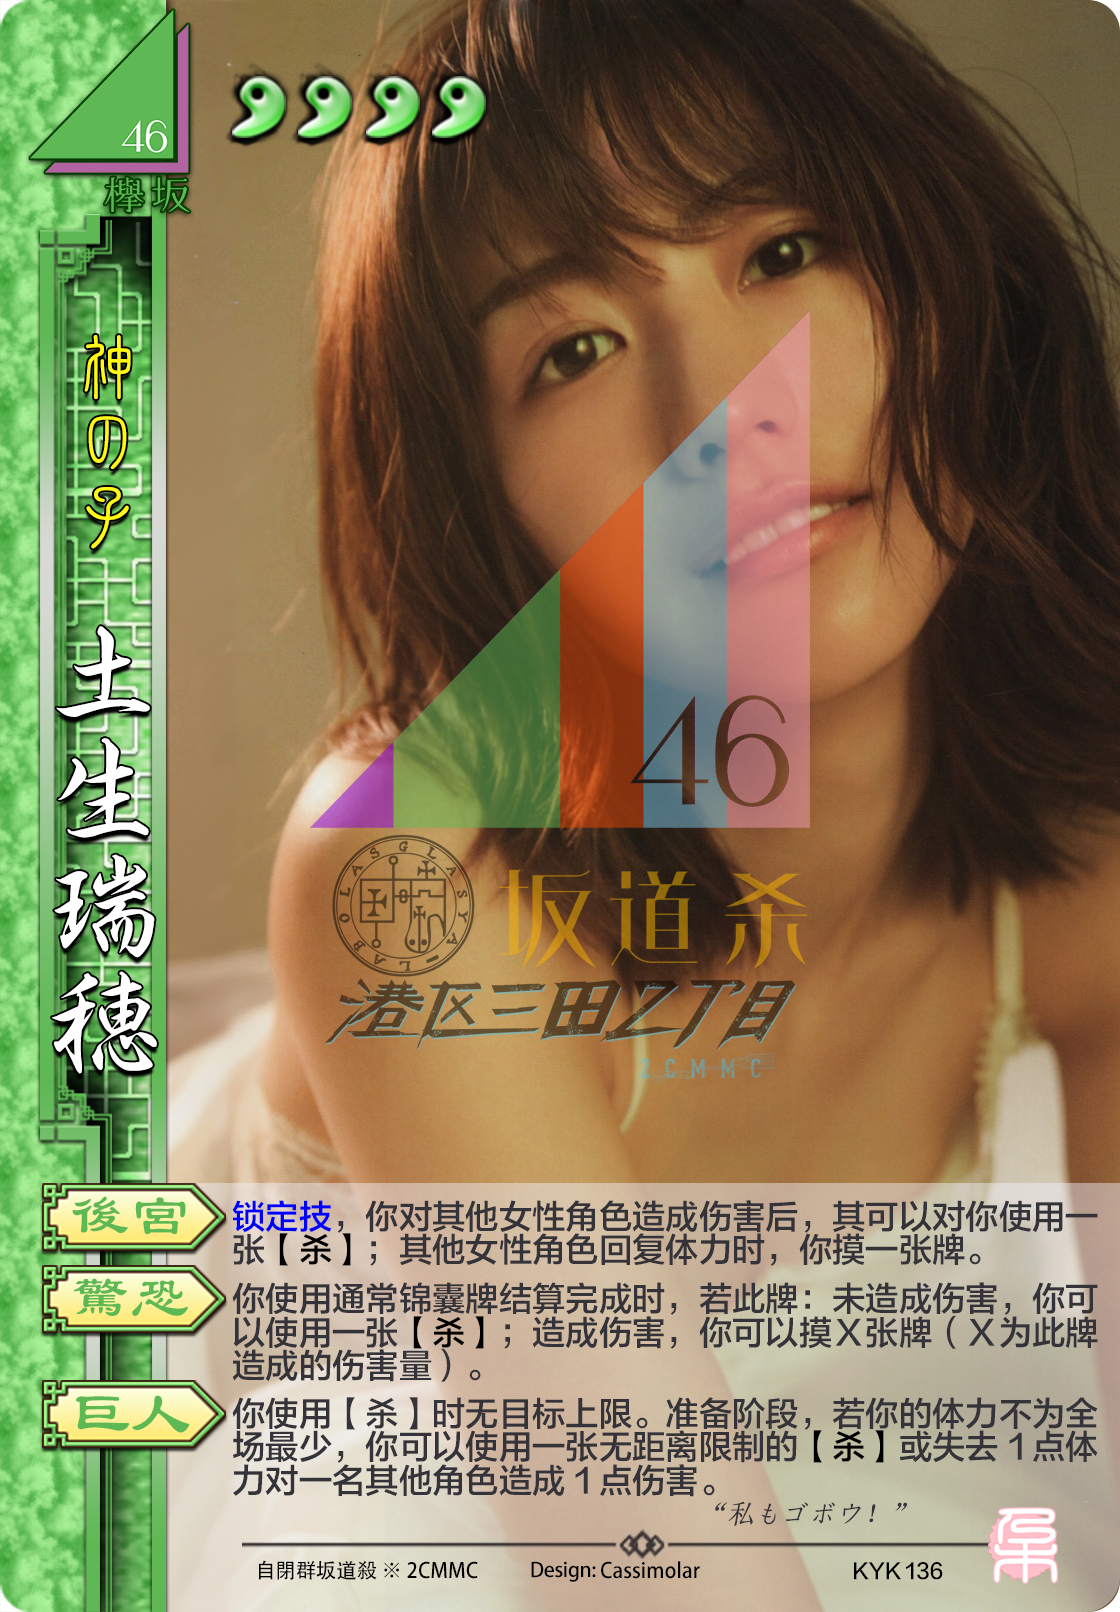 46
欅坂
神の子
土生瑞穂
46
GLASYA-LABOLAS
坂道杀
港区三田2丁目
2CMMC
後宮
锁定技，你对其他女性角色造成伤害后，其可以对你使用一
张【杀】；其他女性角色回复体力时，你摸一张牌。
驚恐
你使用通常锦囊牌结算完成时，若此牌：未造成伤害，你可
以使用一张【杀】；造成伤害，你可以摸X张牌（X为此牌
造成的伤害量）。
巨人
你使用【杀】时无目标上限。准备阶段，若你的体力不为全
场最少，你可以使用一张无距离限制的【杀】或失去1点体
力对一名其他角色造成1点伤害。
“私もゴボウ！”
自閉群坂道殺 ※ 2CMMC
Design: Cassimolar
KYK 136